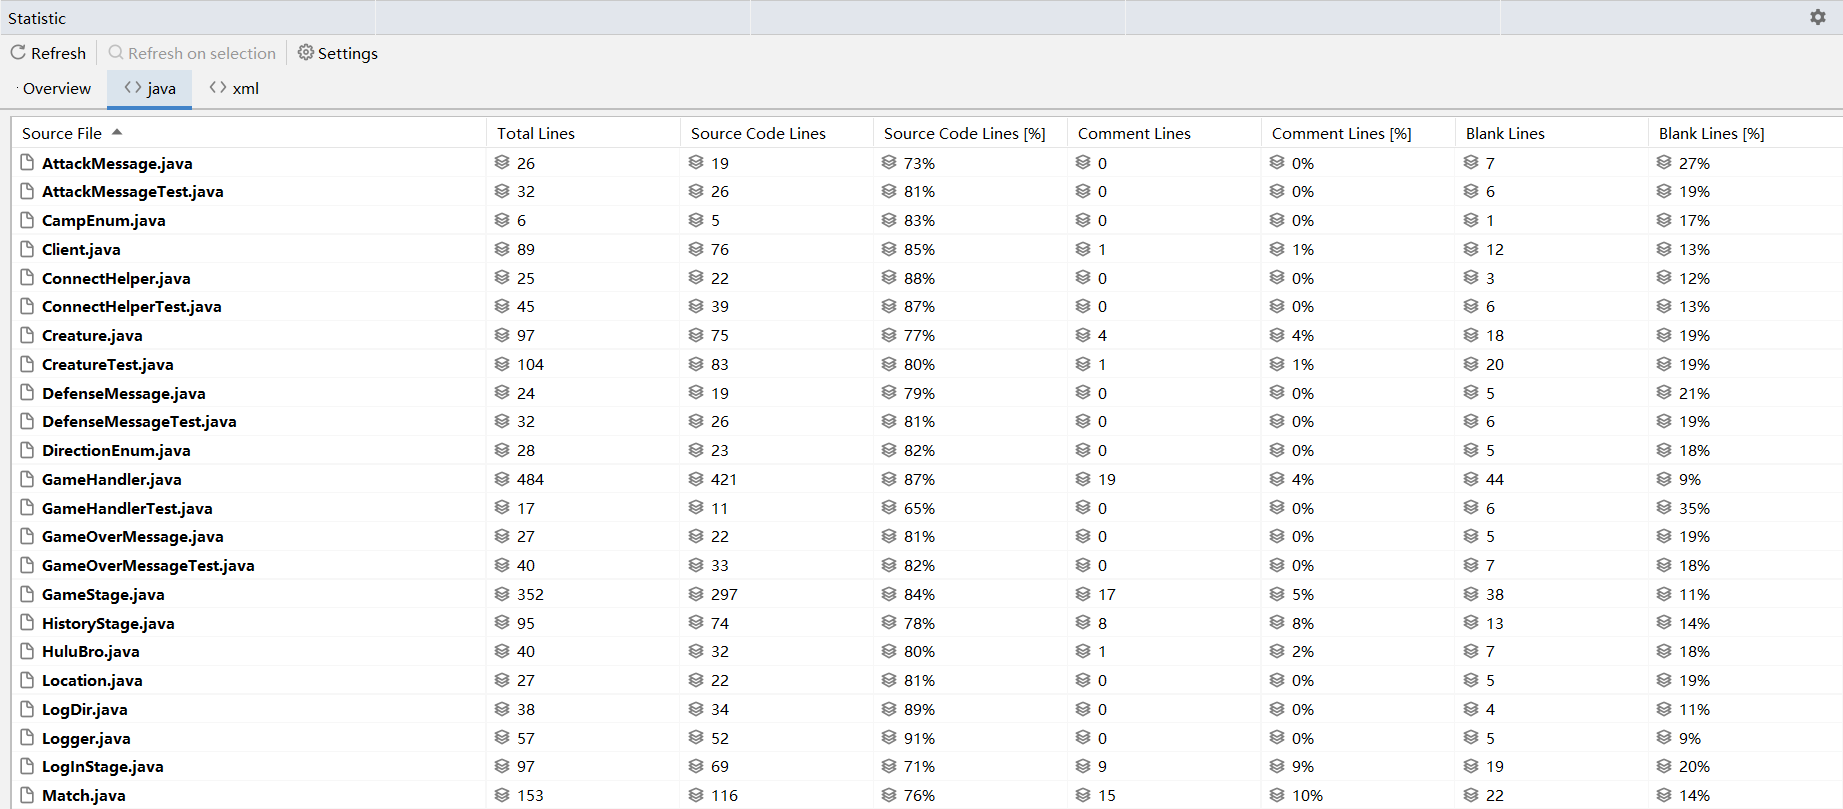 Statistic
Refresh Refresh on selection Settings
Overview java xml
Source File Total Lines Source Code Lines Source Code Lines [%] Comment Lines Comment Lines [%] Blank Lines Blank Lines [%]
AttackMessage.java 26 19 73% 0 0% 7 27%
AttackMessageTest.java 32 26 81% 0 0% 6 19%
CampEnum.java 6 5 83% 0 0% 1 17%
Client.java 89 76 85% 1 1% 12 13%
ConnectHelper.java 25 22 88% 0 0% 3 12%
ConnectHelperTest.java 45 39 87% 0 0% 6 13%
Creature.java 97 75 77% 4 4% 18 19%
CreatureTest.java 104 83 80% 1 1% 20 19%
DefenseMessage.java 24 19 79% 0 0% 5 21%
DefenseMessageTest.java 32 26 81% 0 0% 6 19%
DirectionEnum.java 28 23 82% 0 0% 5 18%
GameHandler.java 484 421 87% 19 4% 44 9%
GameHandlerTest.java 17 11 65% 0 0% 6 35%
GameOverMessage.java 27 22 81% 0 0% 5 19%
GameOverMessageTest.java 40 33 82% 0 0% 7 18%
GameStage.java 352 297 84% 17 5% 38 11%
HistoryStage.java 95 74 78% 8 8% 13 14%
HuluBro.java 40 32 80% 1 2% 7 18%
Location.java 27 22 81% 0 0% 5 19%
LogDir.java 38 34 89% 0 0% 4 11%
Logger.java 57 52 91% 0 0% 5 9%
LogInStage.java 97 69 71% 9 9% 19 20%
Match.java 153 116 76% 15 10% 22 14%